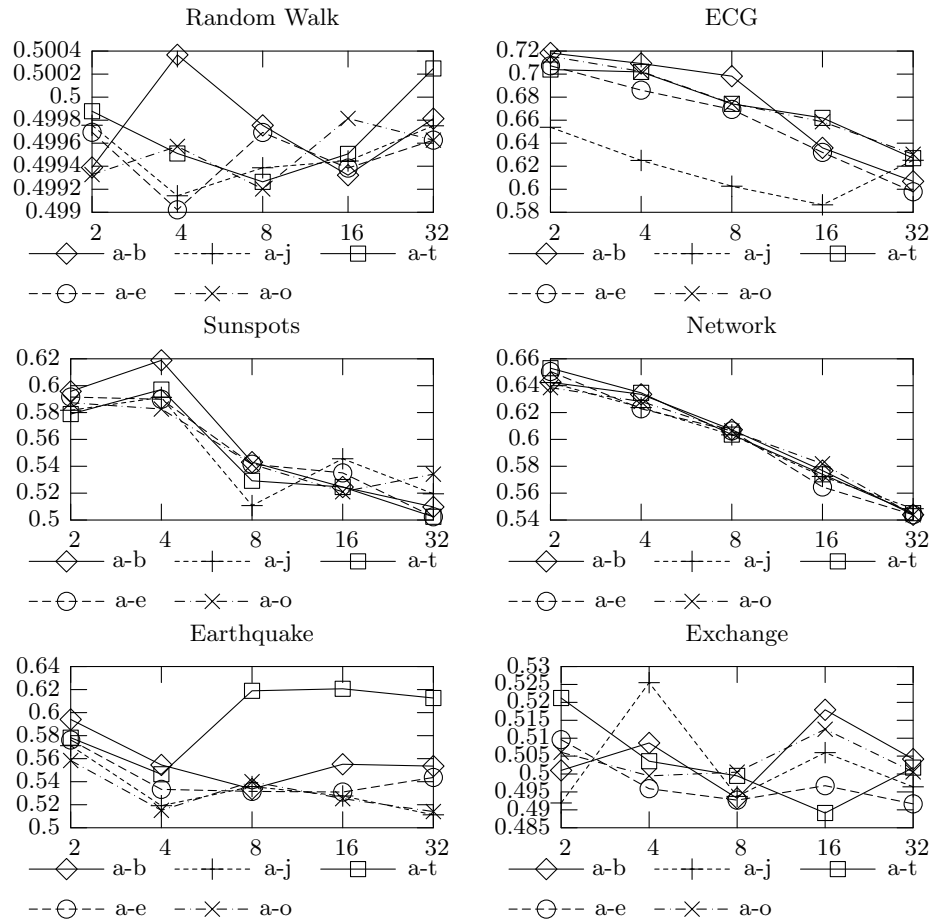 Random Walk
0.5004
0.5002
0.5
0.4998
0.4996
0.4994
0.4992
0.499
2 4 8 16 32
a-b a-j a-t
a-e a-o
ECG
0.72
0.7
0.68
0.66
0.64
0.62
0.6
0.58
2 4 8 16 32
a-b a-j a-t
a-e a-o
Sunspots
0.62
0.6
0.58
0.56
0.54
0.52
0.5
2 4 8 16 32
a-b a-j a-t
a-e a-o
Network
0.66
0.64
0.62
0.6
0.58
0.56
0.54
2 4 8 16 32
a-b a-j a-t
a-e a-o
Earthquake
0.64
0.62
0.6
0.58
0.56
0.54
0.52
0.5
2 4 8 16 32
a-b a-j a-t
a-e a-o
Exchange
0.53
0.525
0.52
0.515
0.51
0.505
0.5
0.495
0.49
0.485
2 4 8 16 32
a-b a-j a-t
a-e a-o